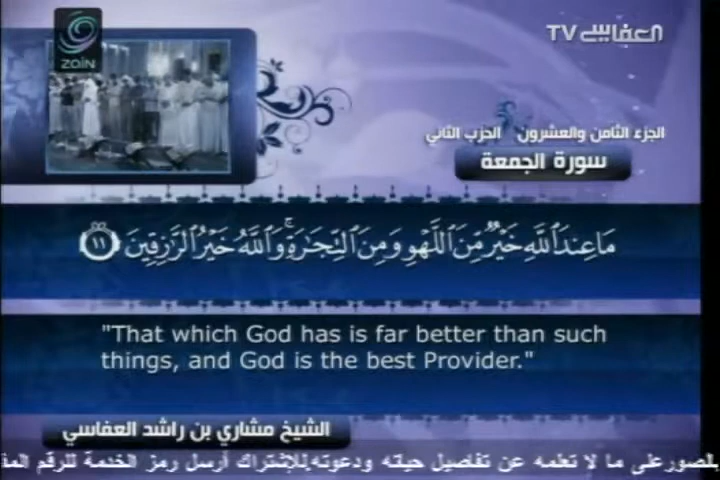 ZAIN
العفاسي TV
الجزء الثامن والعشرون الحزب الثاني
سورة الجمعة
مَا عِندَ ٱللَّهِ خَيْرٌ مِّنَ ٱللَّهْوِ وَمِنَ ٱلتِّجَٰرَةِ ۚ وَٱللَّهُ خَيْرُ ٱلرَّٰزِقِينَ ١١
"That which God has is far better than such
things, and God is the best Provider."
الشيخ مشاري بن راشد العفاسي
بالصور على ما لا تعلمه عن تفاصيل حياته ودعوته للإشتراك أرسل رمز الخدمة للرقم